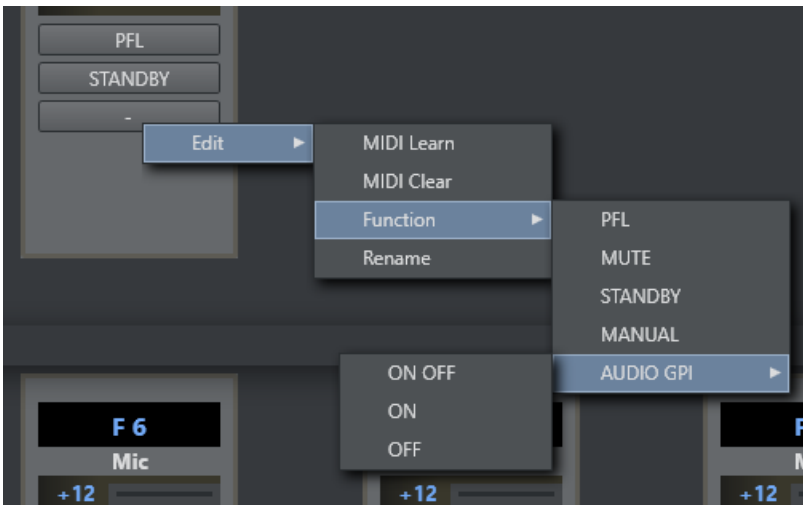 PFL
STANDBY
-
Edit
MIDI Learn
MIDI Clear
Function
Rename
PFL
MUTE
STANDBY
MANUAL
AUDIO GPI
ON OFF
ON
OFF
F 6
Mic
+12
+12
+12